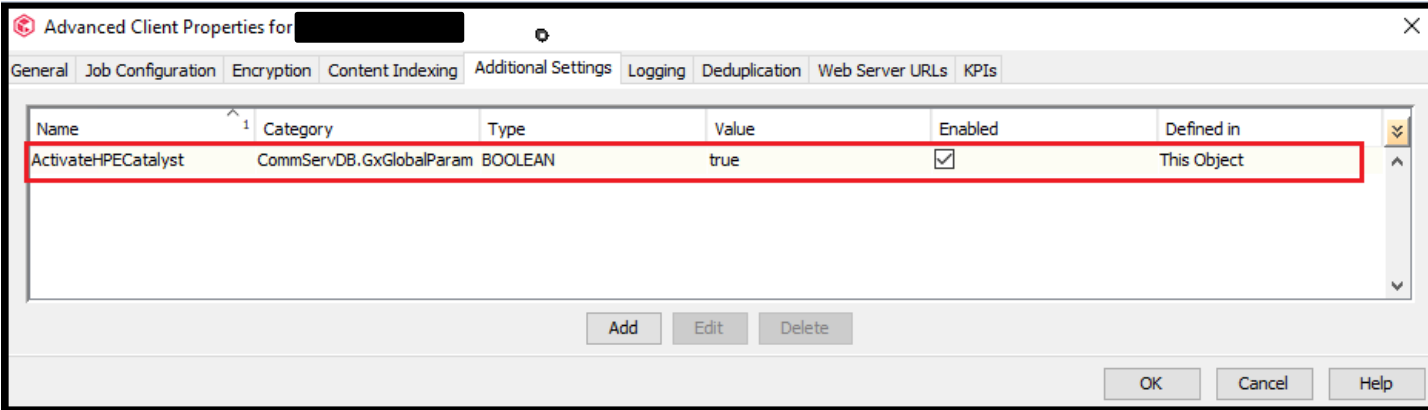 Advanced Client Properties for
General Job Configuration Encryption Content Indexing Additional Settings Logging Deduplication Web Server URLs KPIs
Name 1 Category Type Value Enabled Defined in
ActivateHPECatalyst CommServDB.GxGlobalParam BOOLEAN true This Object
Add Edit Delete
OK Cancel Help